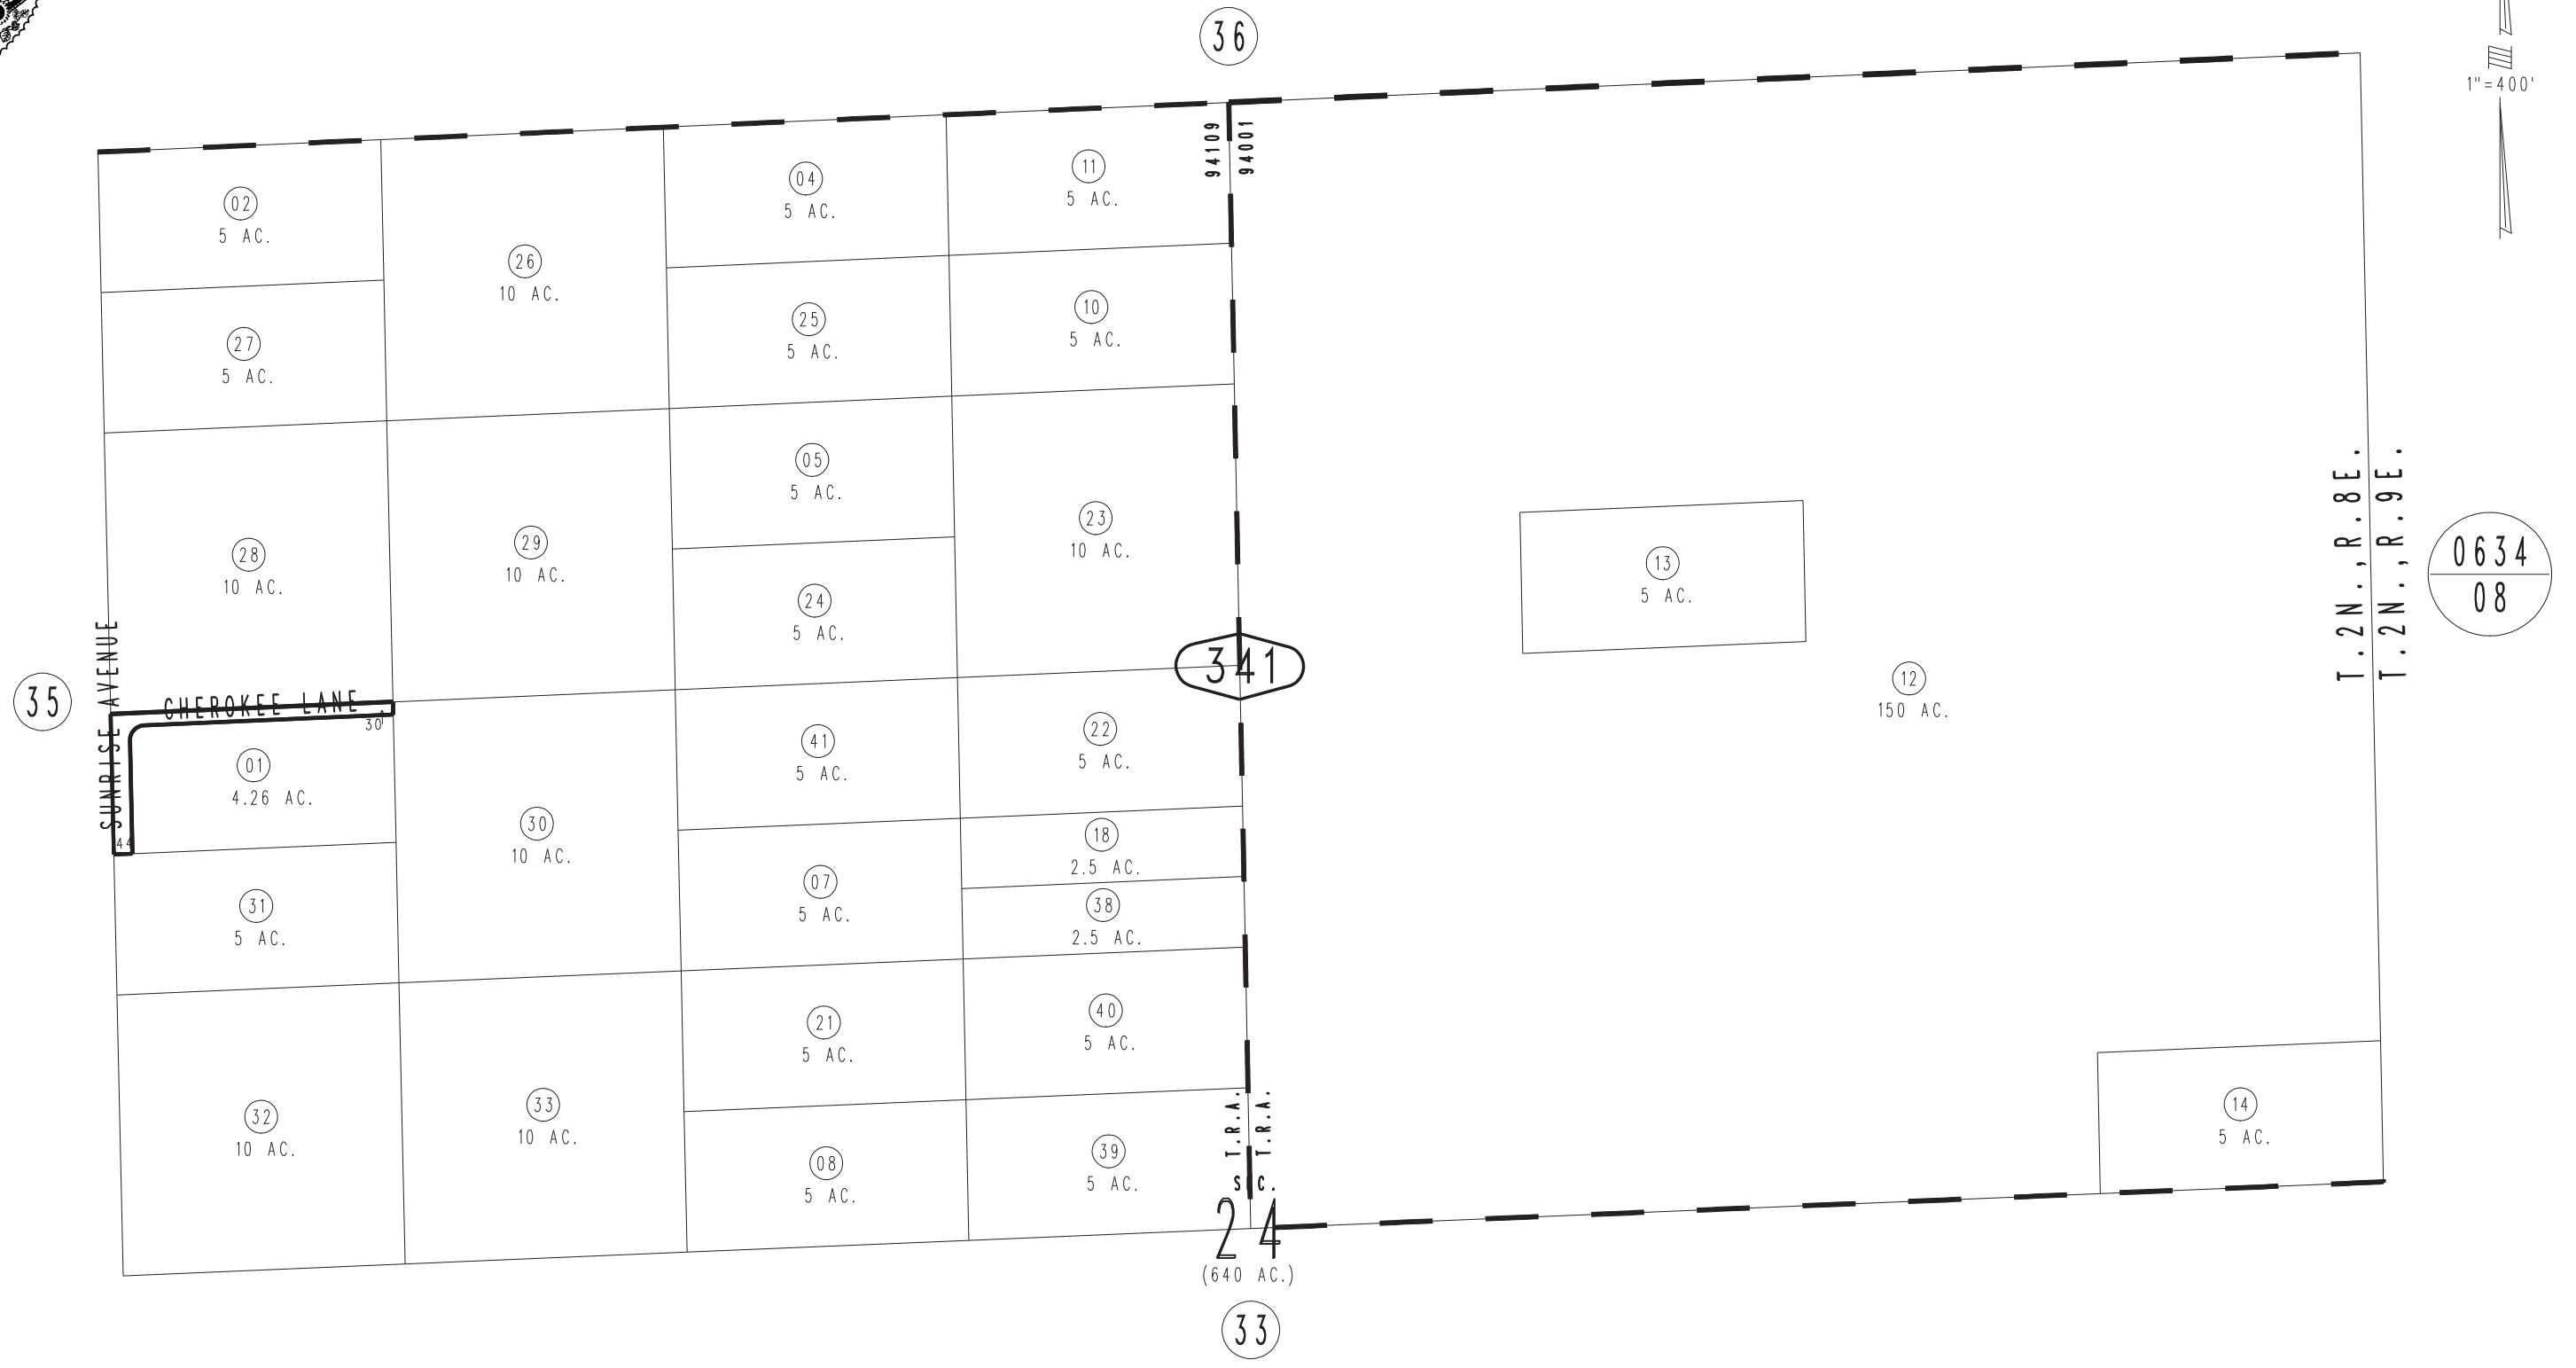 36
1"=400'
94109
94001
02
5 AC.
26
10 AC.
04
5 AC.
11
5 AC.
27
5 AC.
25
5 AC.
10
5 AC.
28
10 AC.
29
10 AC.
05
5 AC.
24
5 AC.
23
10 AC.
13
5 AC.
12
150 AC.
T.2N.,R.8E.
T.2N.,R.9E.
0634
08
341
35
SUNRISE AVENUE
CHEROKEE LANE
30'
01
4.26 AC.
44
30
10 AC.
41
5 AC.
22
5 AC.
18
2.5 AC.
38
2.5 AC.
31
5 AC.
07
5 AC.
32
10 AC.
33
10 AC.
21
5 AC.
40
5 AC.
08
5 AC.
39
5 AC.
T.R.A.
T.R.A.
14
5 AC.
SEC.
24
(640 AC.)
33